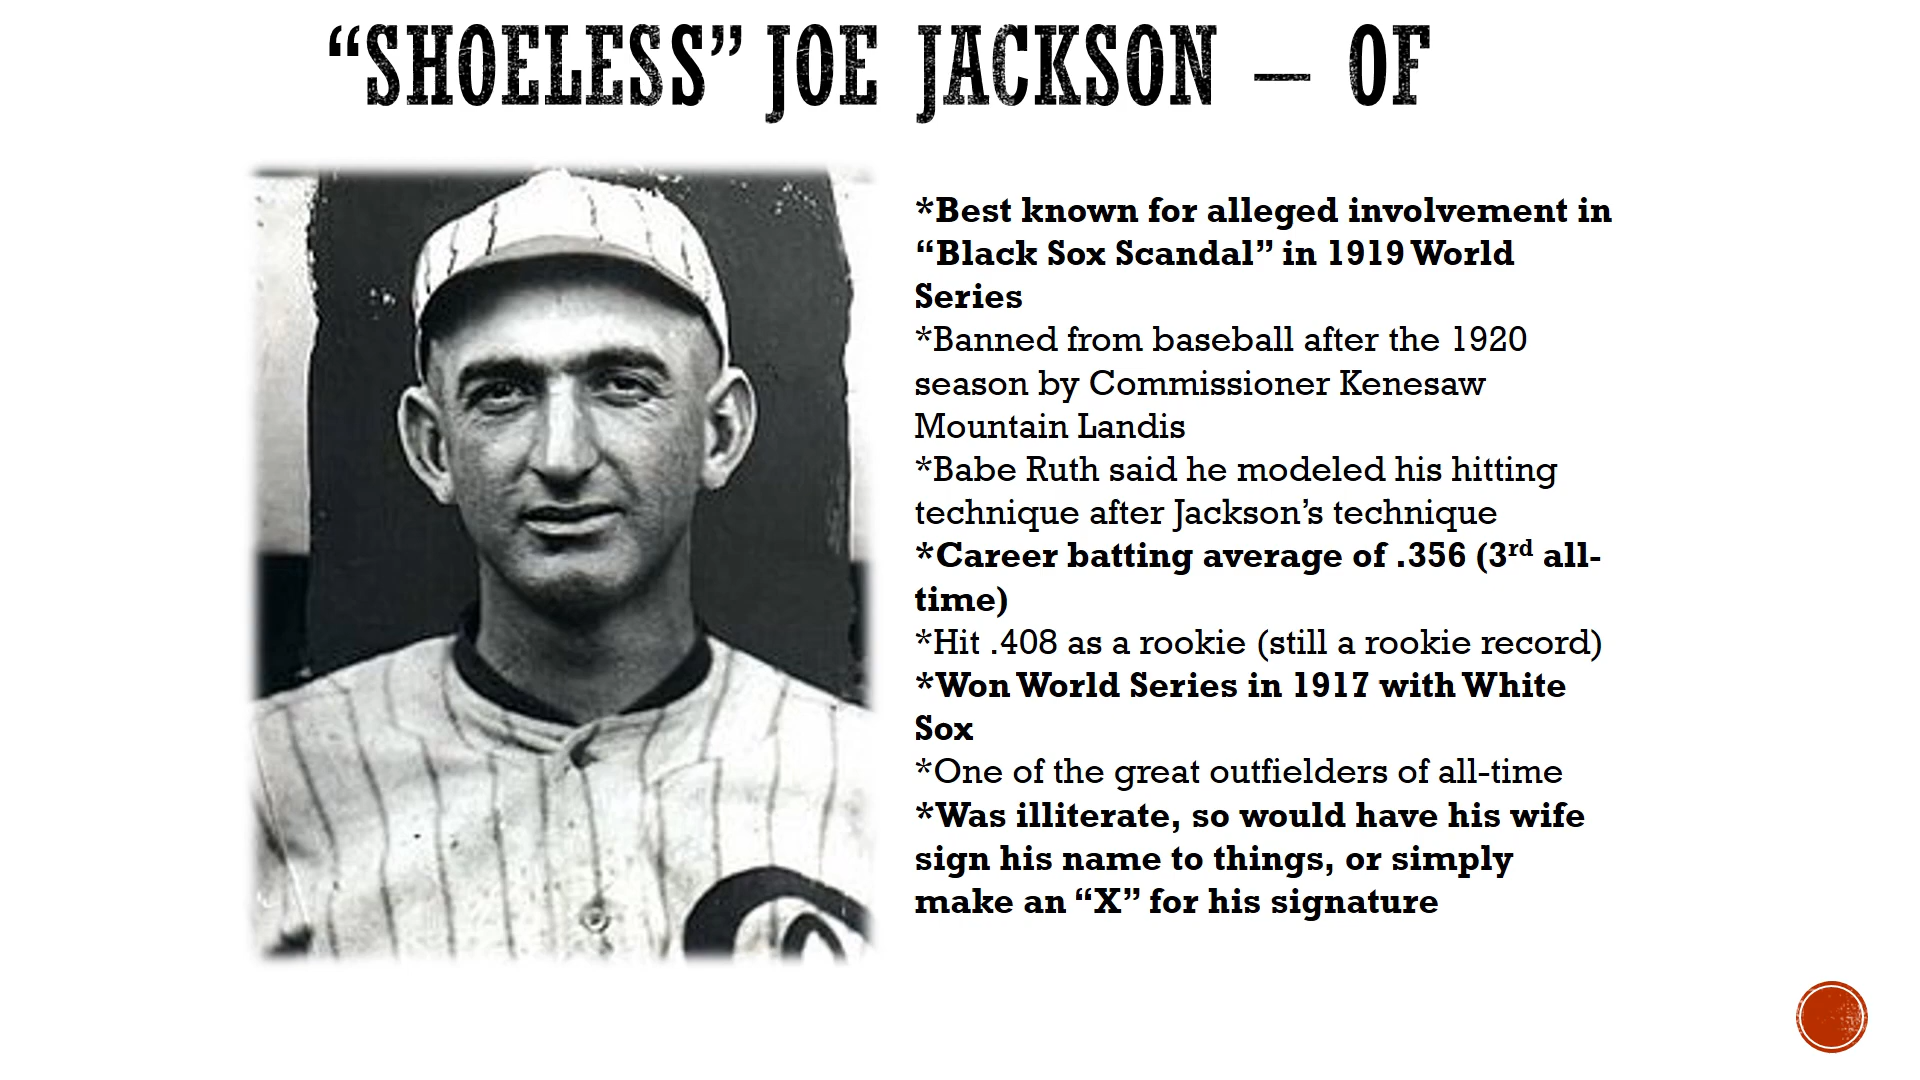 “SHOELESS” JOE JACKSON – OF
*Best known for alleged involvement in
“Black Sox Scandal” in 1919 World
Series
*Banned from baseball after the 1920
season by Commissioner Kenesaw
Mountain Landis
*Babe Ruth said he modeled his hitting
technique after Jackson’s technique
*Career batting average of .356 (3rd all-
time)
*Hit .408 as a rookie (still a rookie record)
*Won World Series in 1917 with White
Sox
*One of the great outfielders of all-time
*Was illiterate, so would have his wife
sign his name to things, or simply
make an “X” for his signature